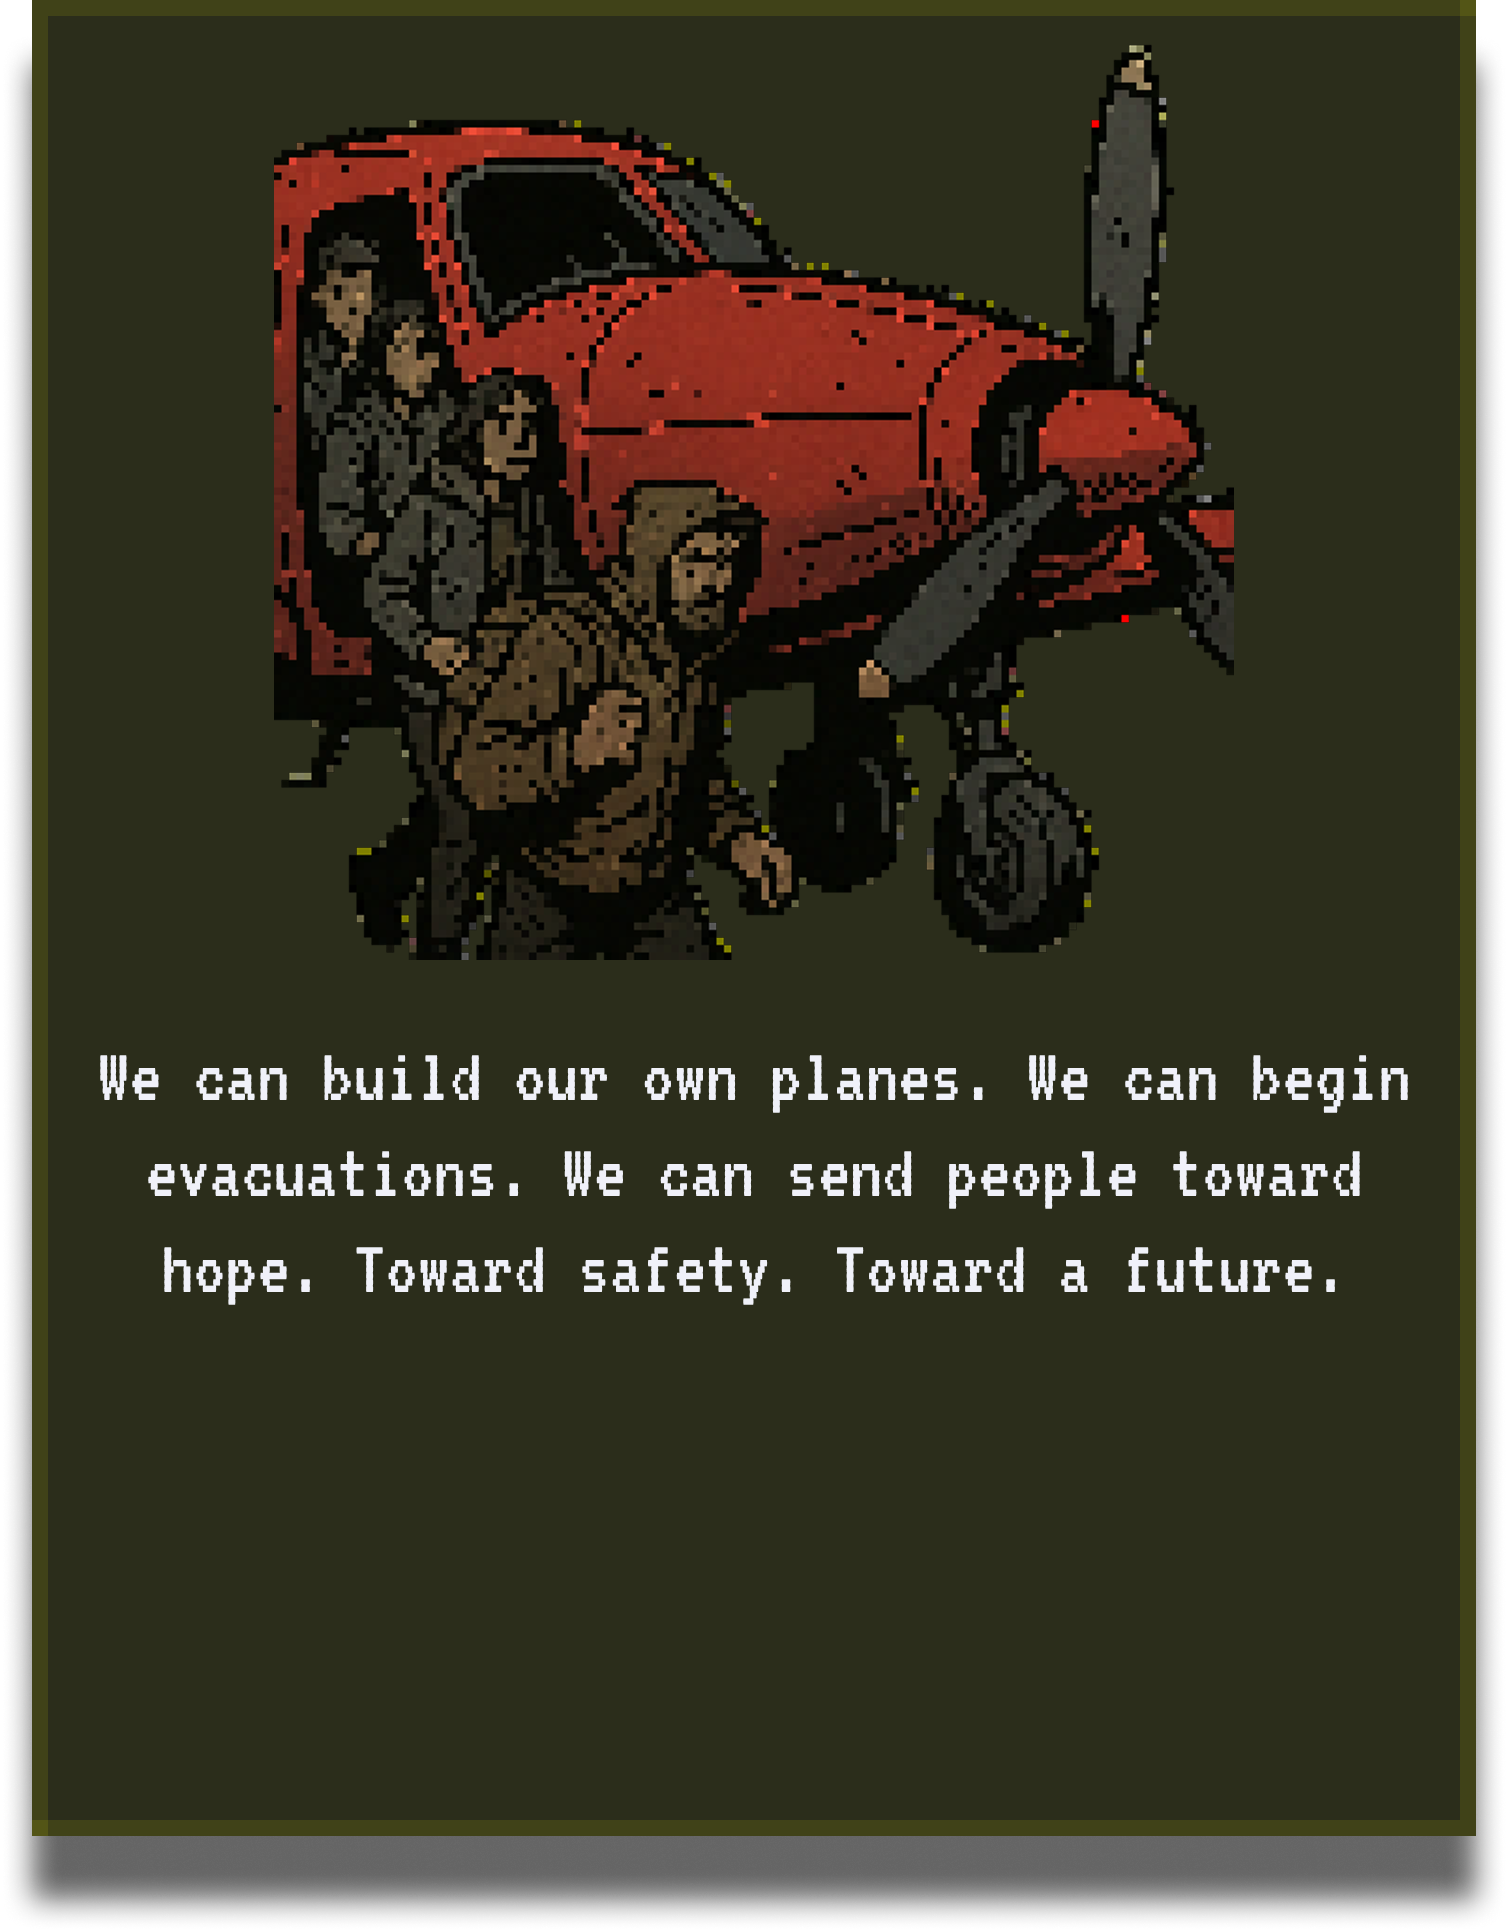 We can build our own planes. We can begin
evacuations. We can send people toward
hope. Toward safety. Toward a future.